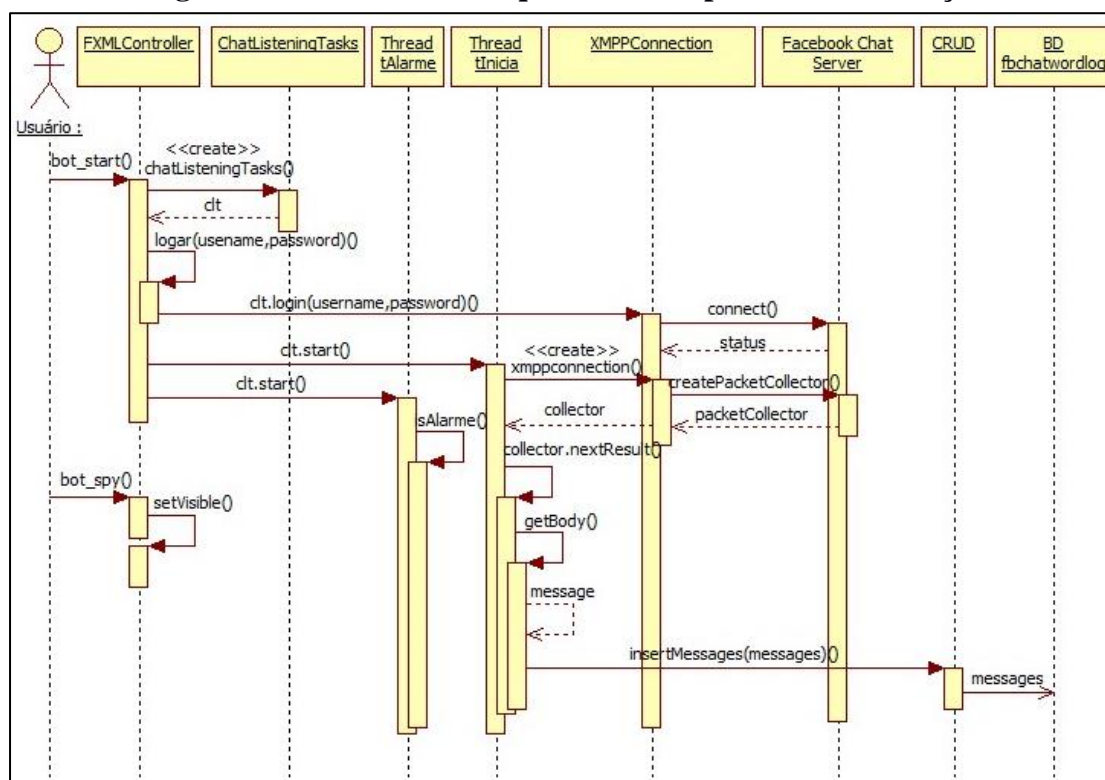 FXMLController
ChatListeningTasks
Thread
tAlarme
Thread
tInicia
XMPPConnection
Facebook Chat
Server
CRUD
BD
fbchatwordlog
Usuário :
bot_start()
<<create>>
chatListeningTasks()
clt
logar(usename,password)()
clt.login(username,password)()
connect()
status
clt.start()
<<create>>
xmppconnection()
createPacketCollector()
clt.start()
collector
packetCollector
sAlarme()
collector.nextResult()
bot_spy()
setVisible()
getBody()
message
insertMessages(messages)()
messages